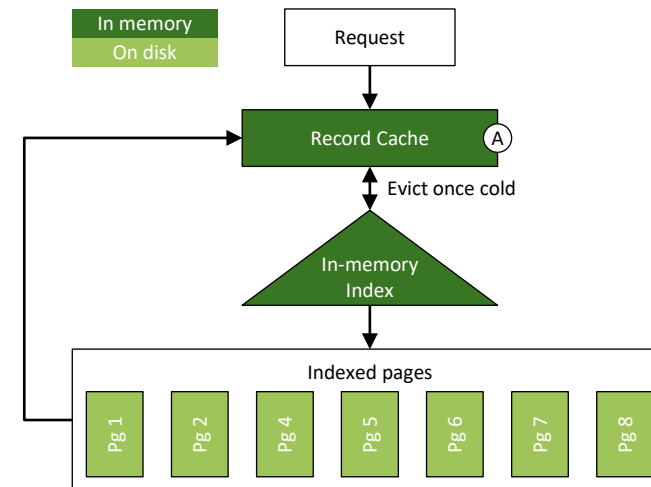 In memory
On disk
Request
Record Cache
A
Evict once cold
In-memory
Index
Indexed pages
Pg 1
Pg 2
Pg 4
Pg 5
Pg 6
Pg 7
Pg 8